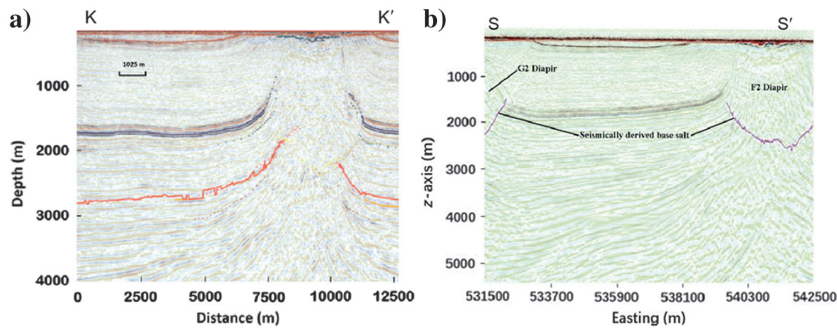 a)
K K′
1025 m
1000
2000
3000
4000
Depth (m)
0 2500 5000 7500 10000 12500
Distance (m)
b)
S S′
G2 Diapir
F2 Diapir
Seismically derived base salt
1000
2000
3000
4000
5000
z-axis (m)
531500 533700 535900 538100 540300 542500
Easting (m)